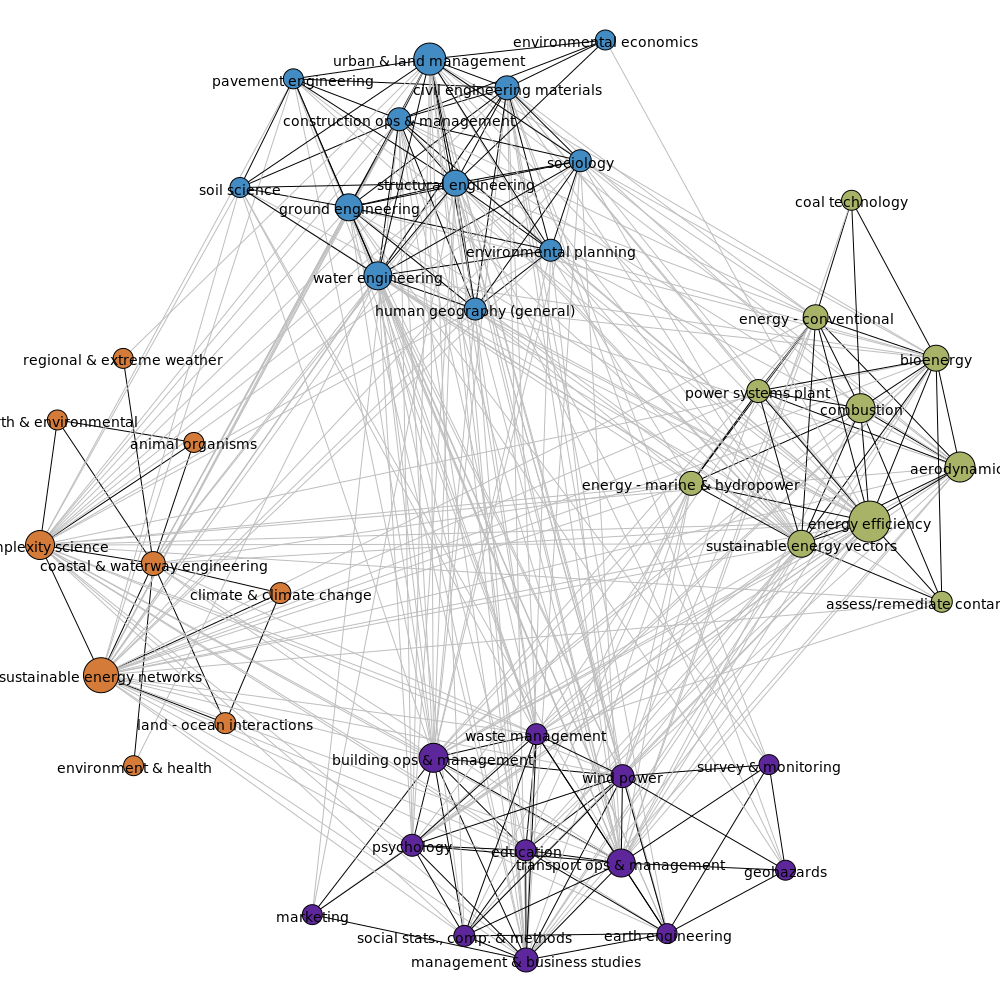 environmental economics
urban & land management
pavement engineering
civil engineering materials
construction ops & management
sociology
structural engineering
soil science
ground engineering
environmental planning
water engineering
human geography (general)
coal technology
energy - conventional
bioenergy
power systems plant
combustion
aerodynamic
energy - marine & hydropower
energy efficiency
sustainable energy vectors
assess/remediate contar
regional & extreme weather
th & environmental
animal organisms
plexity science
coastal & waterway engineering
climate & climate change
sustainable energy networks
land - ocean interactions
environment & health
waste management
building ops & management
wind power
survey & monitoring
psychology
education
transport ops & management
geohazards
marketing
social stats., comp. & methods
earth engineering
management & business studies